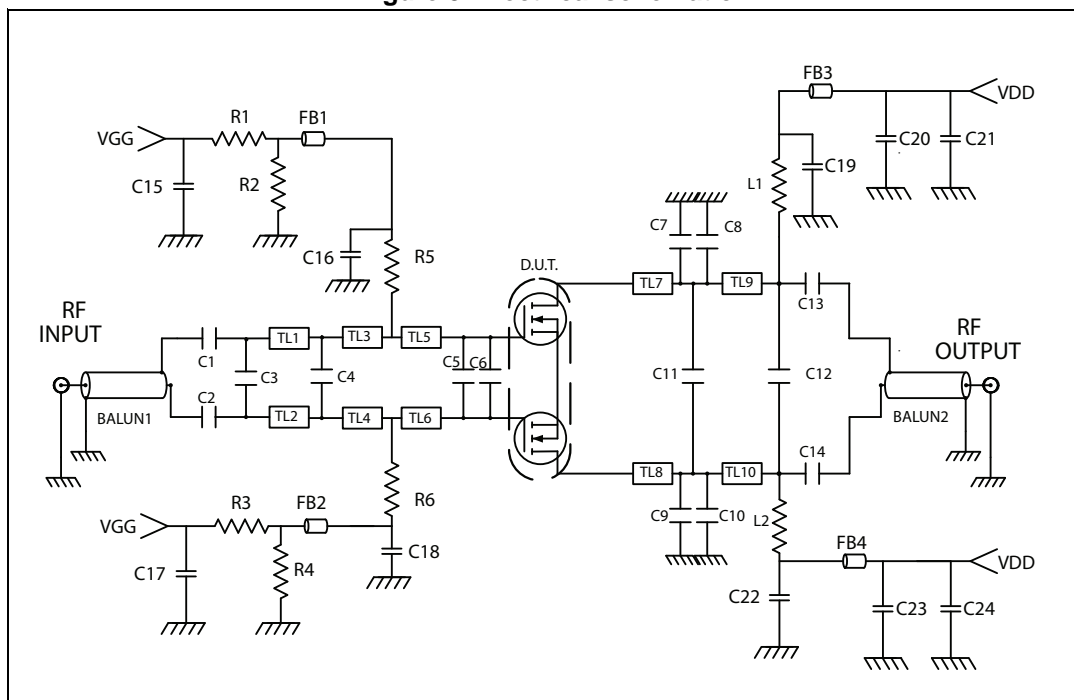 Figure schematic
FB3
VDD
R1
FB1
VGG
C20
C21
C15
R2
L1
C19
C7
C8
C16
R5
D.U.T.
TL7
TL9
C13
RF
INPUT
RF
OUTPUT
TL1
TL3
TL5
C1
C3
C4
C5
C6
C11
C12
C2
BALUN1
TL2
TL4
TL6
BALUN2
C14
TL8
TL10
R3
FB2
R6
C9
C10
L2
VGG
FB4
C18
VDD
C17
R4
C22
C23
C24